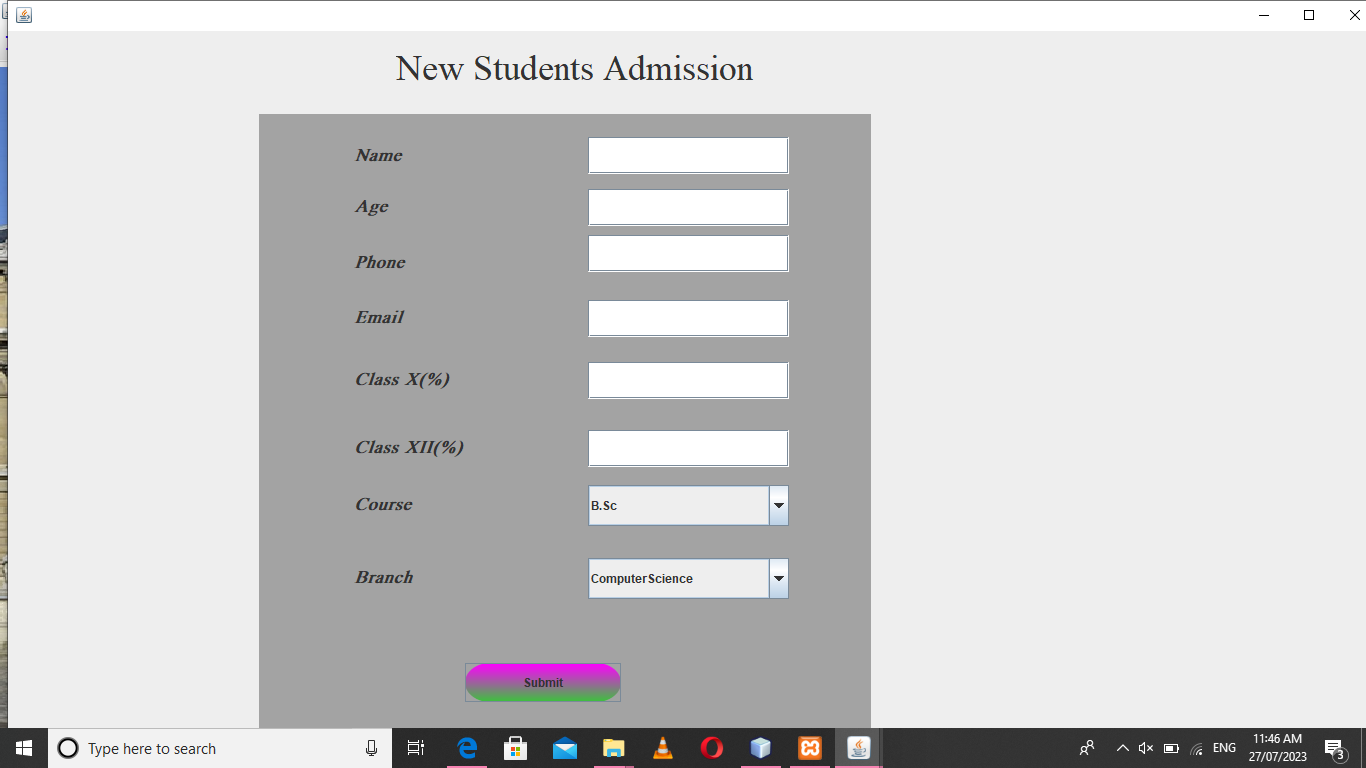 New Students Admission
Name
Age
Phone
Email
Class X(%)
Class XII(%)
Course
B.Sc
Branch
ComputerScience
Submit
Type here to search
ENG
11:46 AM
27/07/2023
3